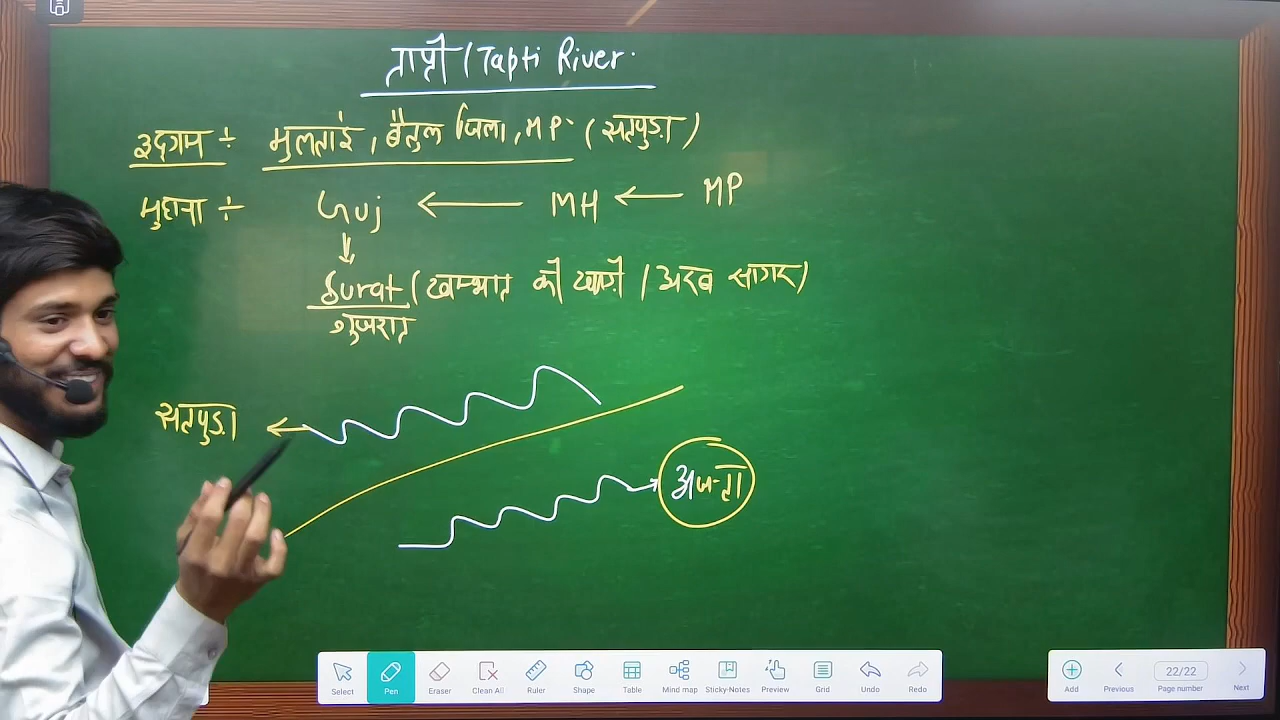 ताप्ती / Tapti River.
उद्गम ÷ मुलताई, बैतुल जिला, MP. (सतपुड़ा)
मुहाना ÷ Guj ← MH ← MP
Surat (खम्भात की खाड़ी / अरब सागर)
गुजरात
सतपुड़ा
अजन्ता
Select Pen Eraser Clean All Ruler Shape Table Mind map Sticky-Notes Preview Grid Undo Redo
Add Previous 22/22 Page number Next